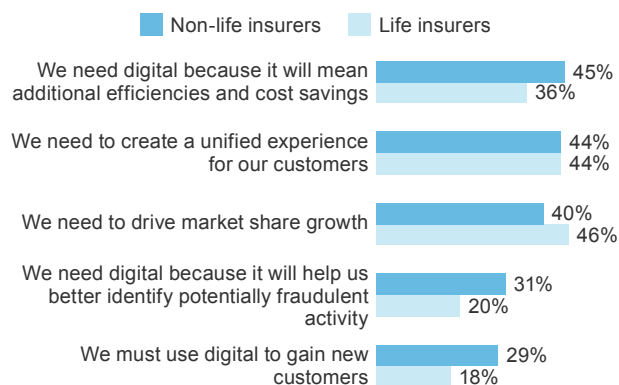 Non-life insurers Life insurers
We need digital because it will mean
additional efficiencies and cost savings
45%
36%
We need to create a unified experience
for our customers
44%
44%
We need to drive market share growth
40%
46%
We need digital because it will help us
better identify potentially fraudulent
activity
31%
20%
We must use digital to gain new
customers
29%
18%